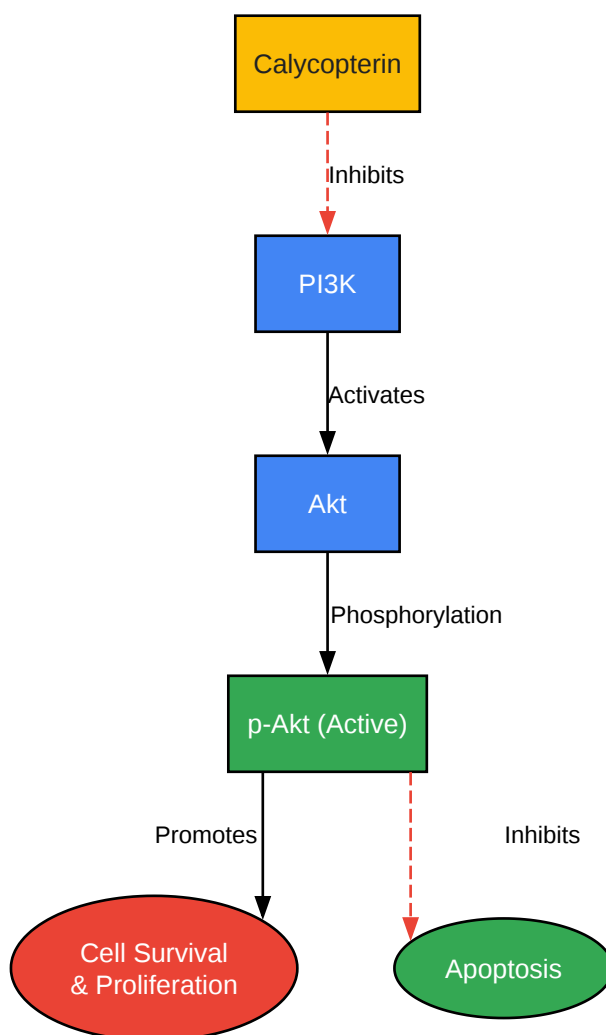 Calycopterin
Inhibits
PI3K
Activates
Akt
Phosphorylation
p-Akt (Active)
Promotes
Inhibits
Cell Survival
& Proliferation
Apoptosis